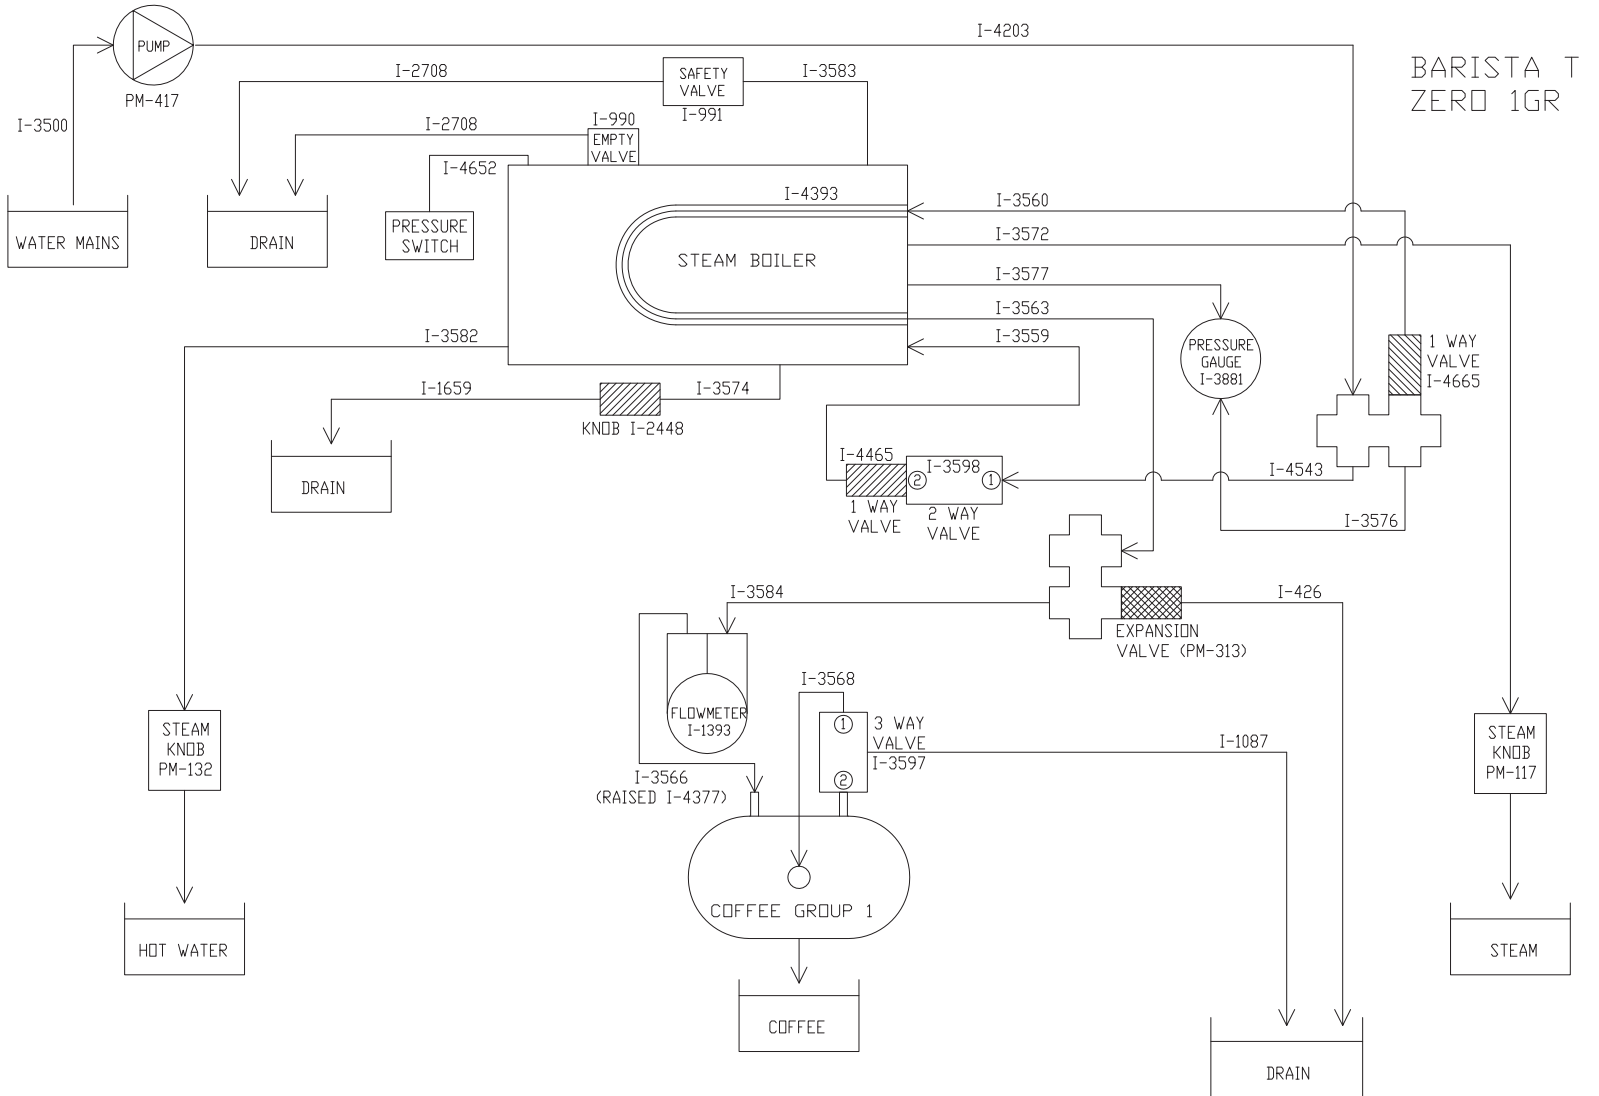 I-4203
PUMP
BARISTA T
ZERO 1GR
I-2708
SAFETY
VALVE
I-3583
PM-417
I-991
I-3500
I-2708
I-990
EMPTY
VALVE
I-4652
I-4393
I-3560
PRESSURE
SWITCH
WATER MAINS
DRAIN
I-3572
STEAM BOILER
I-3577
I-3563
I-3582
I-3559
PRESSURE
GAUGE
I-3881
1 WAY
VALVE
I-4665
I-1659
I-3574
KNOB I-2448
I-4465
I-3598
2
1
I-4543
DRAIN
1 WAY
VALVE
2 WAY
VALVE
I-3576
I-3584
I-426
EXPANSION
VALVE (PM-313)
I-3568
FLOWMETER
I-1393
1
3 WAY
VALVE
I-3597
2
I-1087
STEAM
KNOB
PM-132
STEAM
KNOB
PM-117
I-3566
(RAISED I-4377)
COFFEE GROUP 1
HOT WATER
STEAM
COFFEE
DRAIN